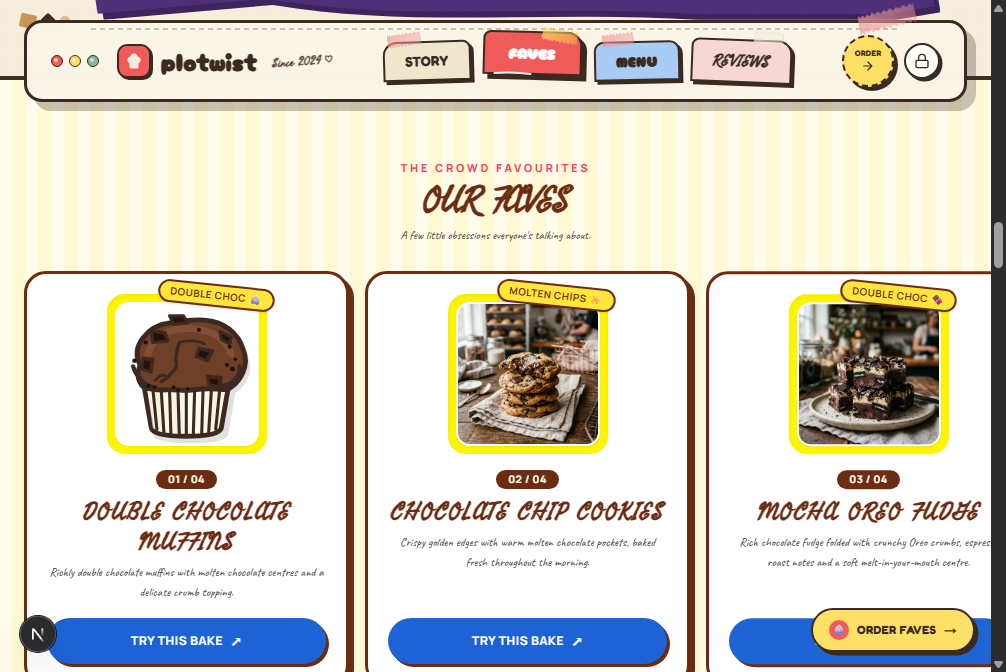 plotwist
Since 2024 ♡
STORY
FAVES
MENU
REVIEWS
ORDER
→
THE CROWD FAVOURITES
OUR FAVES
A few little obsessions everyone's talking about.
DOUBLE CHOC 🧁
01 / 04
DOUBLE CHOCOLATE
MUFFINS
Richly double chocolate muffins with molten chocolate centres and a
delicate crumb topping.
TRY THIS BAKE ↗
MOLTEN CHIPS ✨
02 / 04
CHOCOLATE CHIP COOKIES
Crispy golden edges with warm molten chocolate pockets, baked
fresh throughout the morning.
TRY THIS BAKE ↗
DOUBLE CHOC 🍫
03 / 04
MOCHA OREO FUDGE
Rich chocolate fudge folded with crunchy Oreo crumbs,
roast notes and a soft melt-in-your-mouth centre.
N
ORDER FAVES →